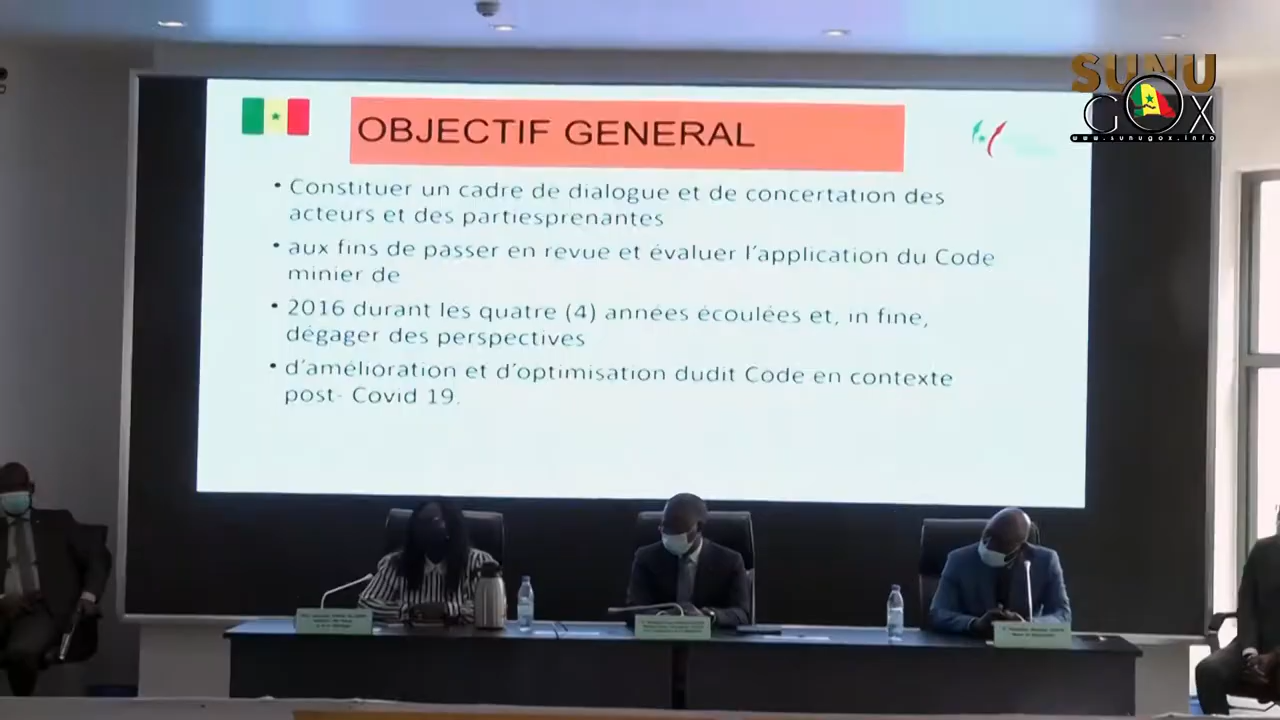 SUNU
GOX
www.sunugox.info
OBJECTIF GENERAL
• Constituer un cadre de dialogue et de concertation des
acteurs et des partiesprenantes
• aux fins de passer en revue et évaluer l'application du Code
minier de
• 2016 durant les quatre (4) années écoulées et, in fine,
dégager des perspectives
• d'amélioration et d'optimisation dudit Code en contexte
post- Covid 19.